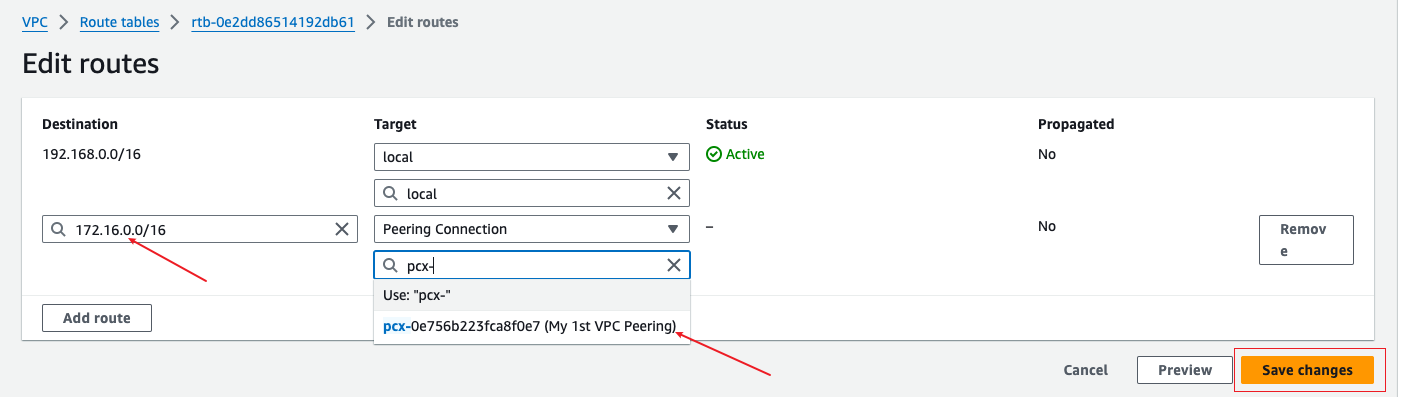 VPC > Route tables > rtb-0e2dd86514192db61 > Edit routes
Edit routes
Destination Target Status Propagated
192.168.0.0/16 local Active No
local
172.16.0.0/16 Peering Connection – No Remov
e
pcx-
Use: "pcx-"
Add route pcx-0e756b223fca8f0e7 (My 1st VPC Peering)
Cancel Preview Save changes